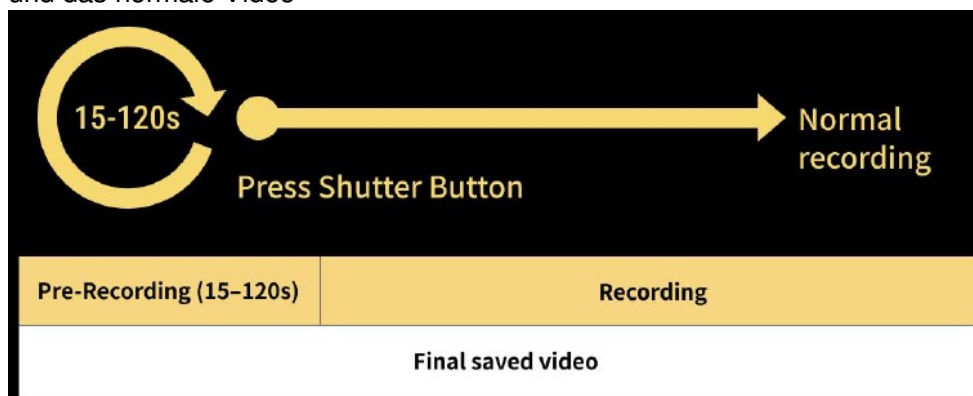 und das normale Video
15-120s
Normal
recording
Press Shutter Button
Pre-Recording (15–120s)
Recording
Final saved video